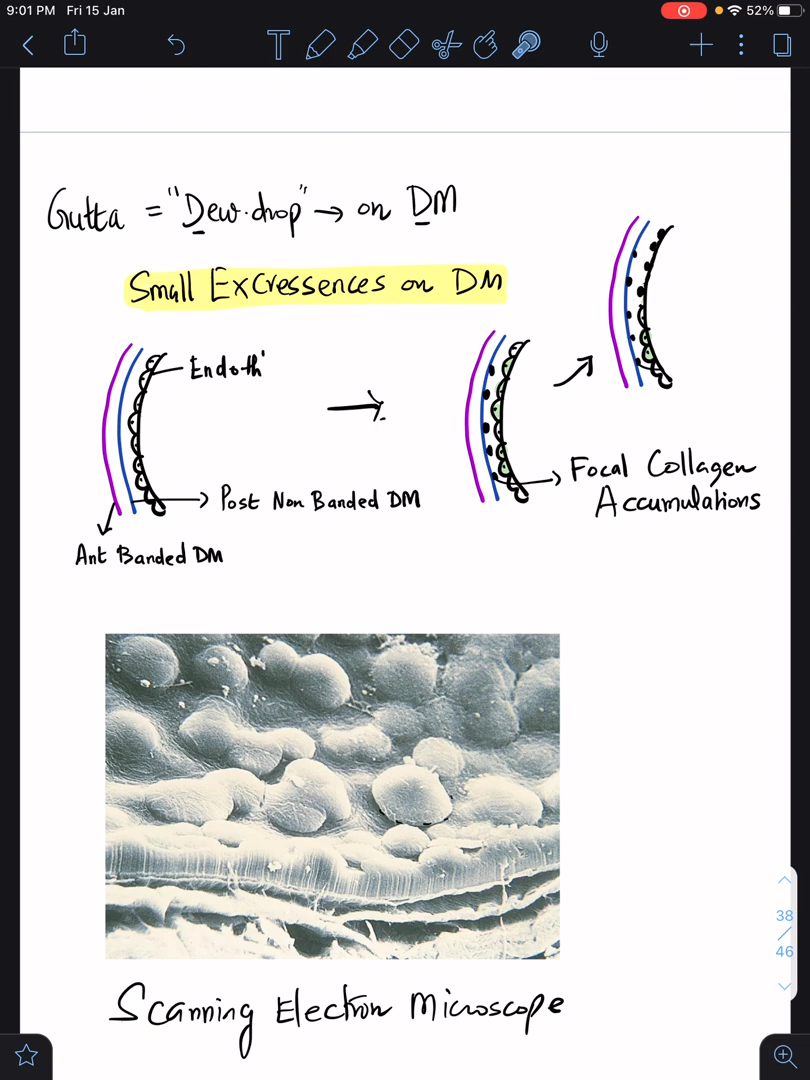 9:01 PM Fri 15 Jan
52%
Gutta = "Dew-drop" → on DM
Small Excressences on DM
Endoth'
Post Non Banded DM
Ant Banded DM
Focal Collagen
Accumulations
38
/
46
Scanning Electron Microscope